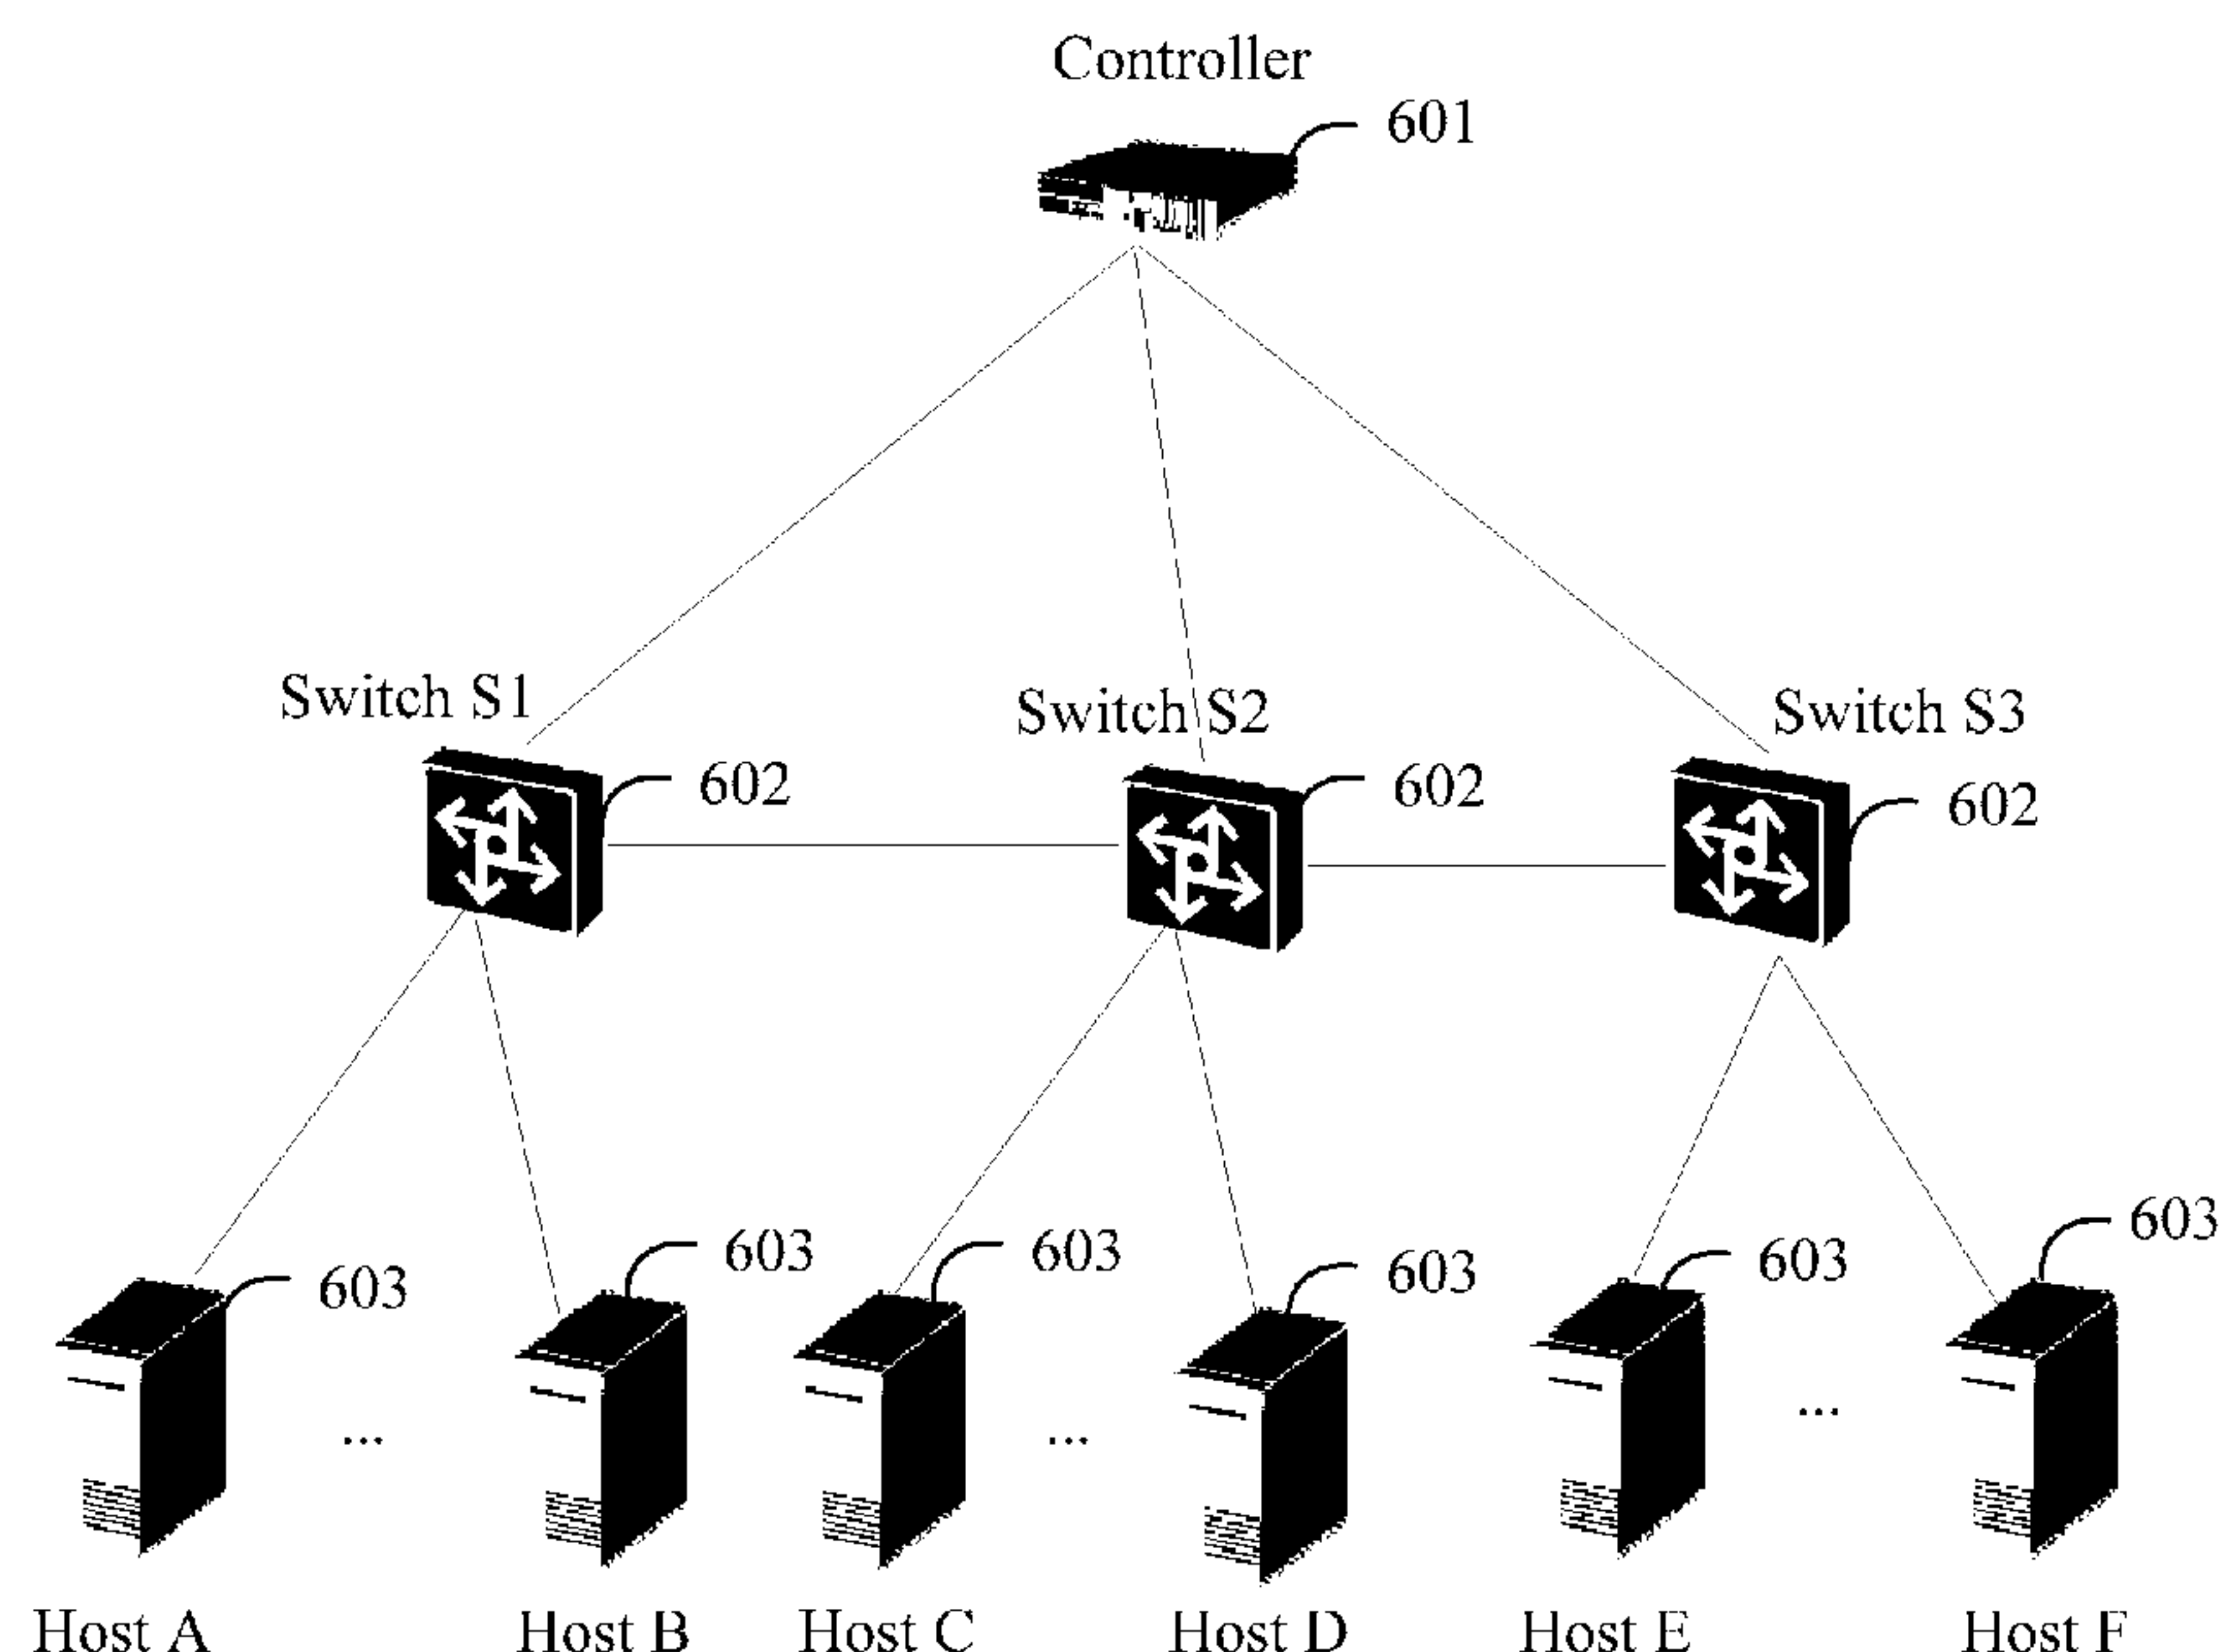 Controller
601
Switch S1
Switch S2
Switch S3
602
602
602
603
603
603
603
603
603
...
...
...
Host A
Host B
Host C
Host D
Host E
Host F